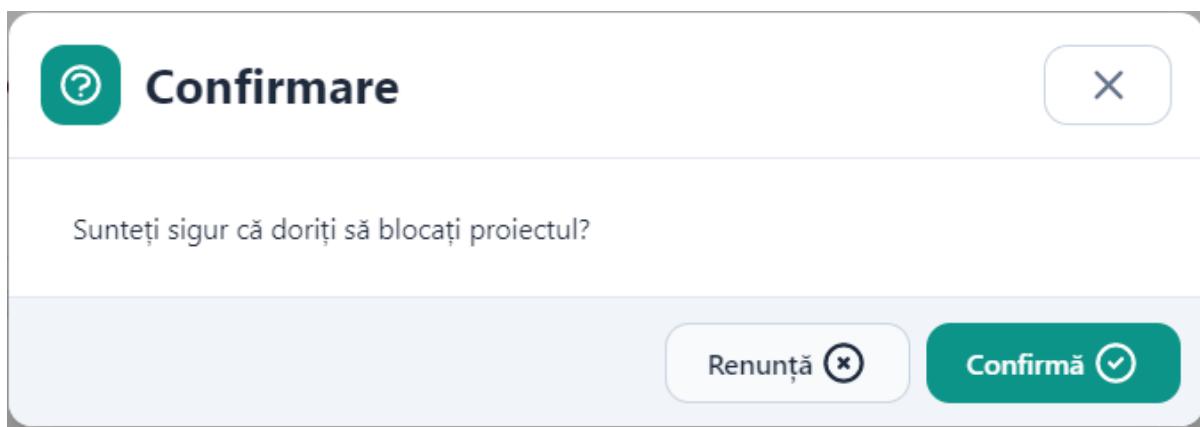 Confirmare
Sunteți sigur că doriți să blocați proiectul?
Renunță
Confirmă